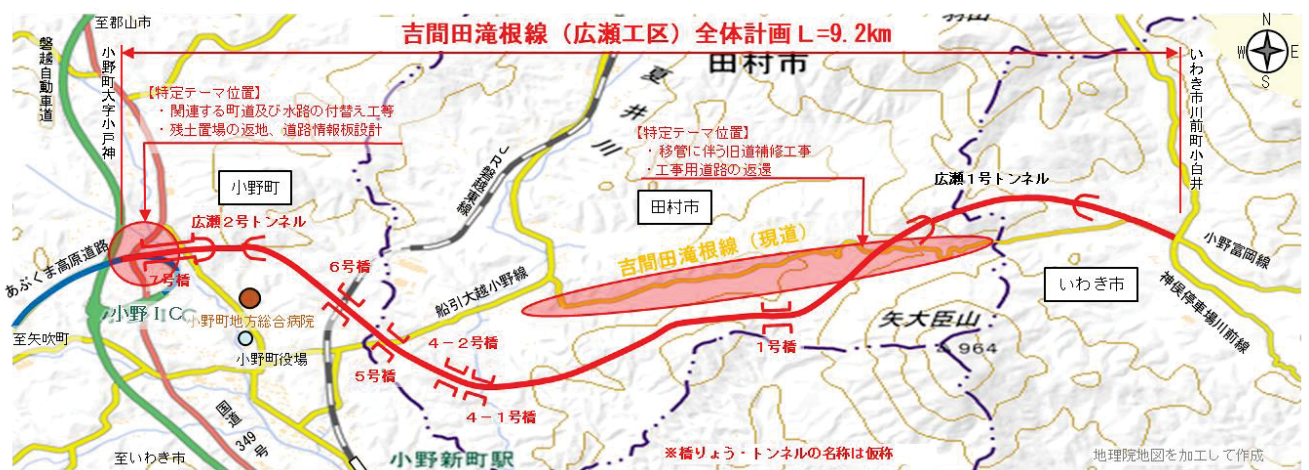 至郡山市
吉間田滝根線（広瀬工区）全体計画 L=9.2km
羽山
N
W
E
S
磐越自動車道
小野町大字小戸神
【特定テーマ位置】
・関連する町道及び水路の付替え工等
・残土置場の返地、道路情報板設計
田村市
夏井川
【特定テーマ位置】
・移管に伴う旧道補修工事
・工事用道路の返還
いわき市川前町小白井
JR磐越東線
小野町
田村市
広瀬1号トンネル
広瀬2号トンネル
吉間田滝根線（現道）
小野富岡線
あぶくま高原道路
7号橋
6号橋
船引大越小野線
いわき市
神俣停車場川前線
小野IC
小野町地方総合病院
矢大臣山
至矢吹町
小野町役場
4－2号橋
1号橋
964
5号橋
4－1号橋
国道349号
至いわき市
小野新町駅
※橋りょう・トンネルの名称は仮称
地理院地図を加工して作成